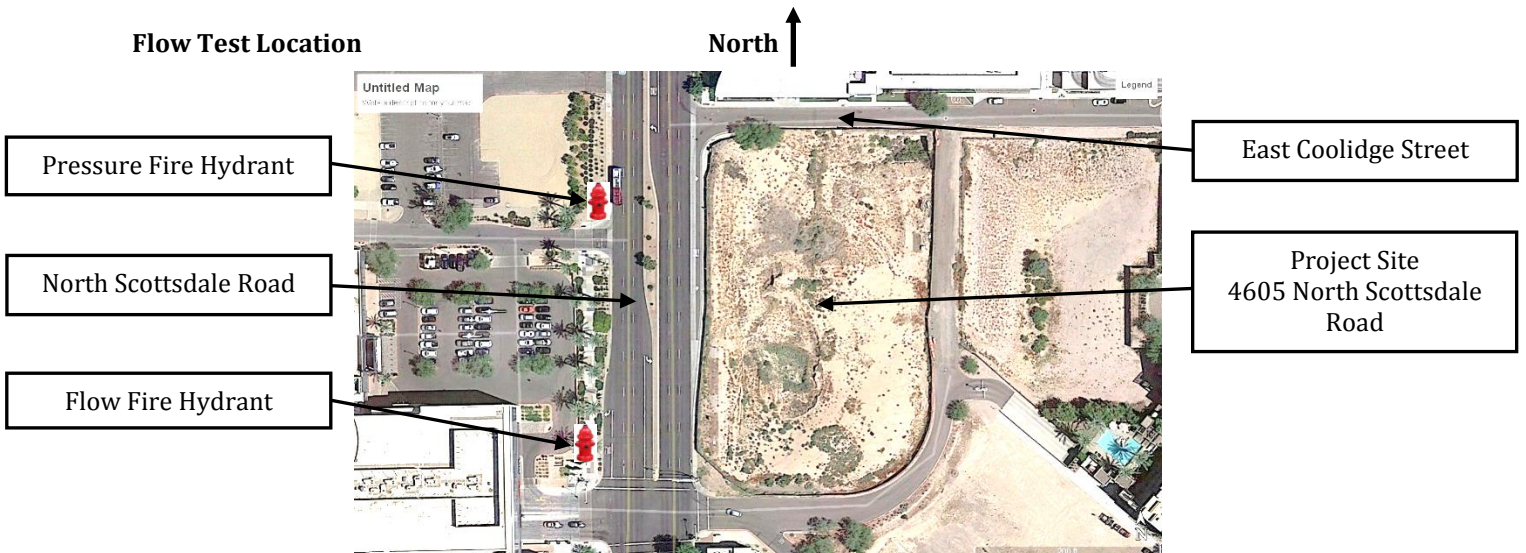 Flow Test Location
North
Untitled Map
Legend
Pressure Fire Hydrant
East Coolidge Street
North Scottsdale Road
Project Site
4605 North Scottsdale
Road
Flow Fire Hydrant